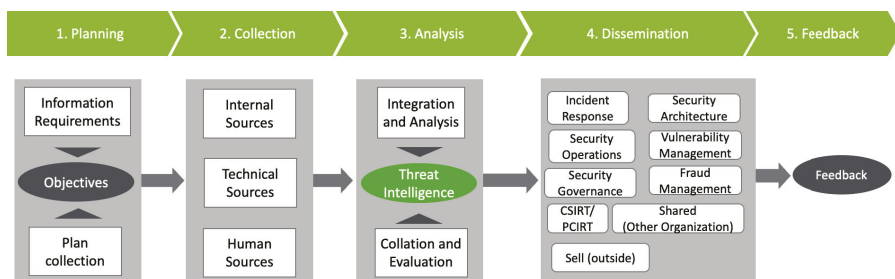 1. Planning
2. Collection
3. Analysis
4. Dissemination
5. Feedback
Information
Requirements
Objectives
Plan
collection
Internal
Sources
Technical
Sources
Human
Sources
Integration
and Analysis
Threat
Intelligence
Collation and
Evaluation
Incident
Response
Security
Architecture
Security
Operations
Vulnerability
Management
Security
Governance
Fraud
Management
CSIRT/
PCIRT
Shared
(Other Organization)
Sell (outside)
Feedback